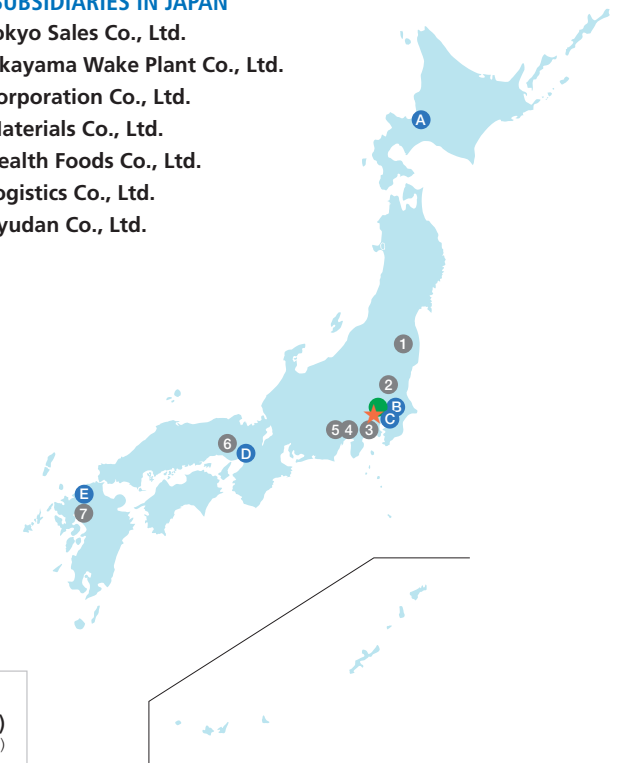 SUBSIDIARIES IN JAPAN
okyo Sales Co., Ltd.
kayama Wake Plant Co., Ltd.
orporation Co., Ltd.
aterials Co., Ltd.
ealth Foods Co., Ltd.
ogistics Co., Ltd.
yudan Co., Ltd.
A
1
2
B
C
5 4 3
6
D
E
7
)
)